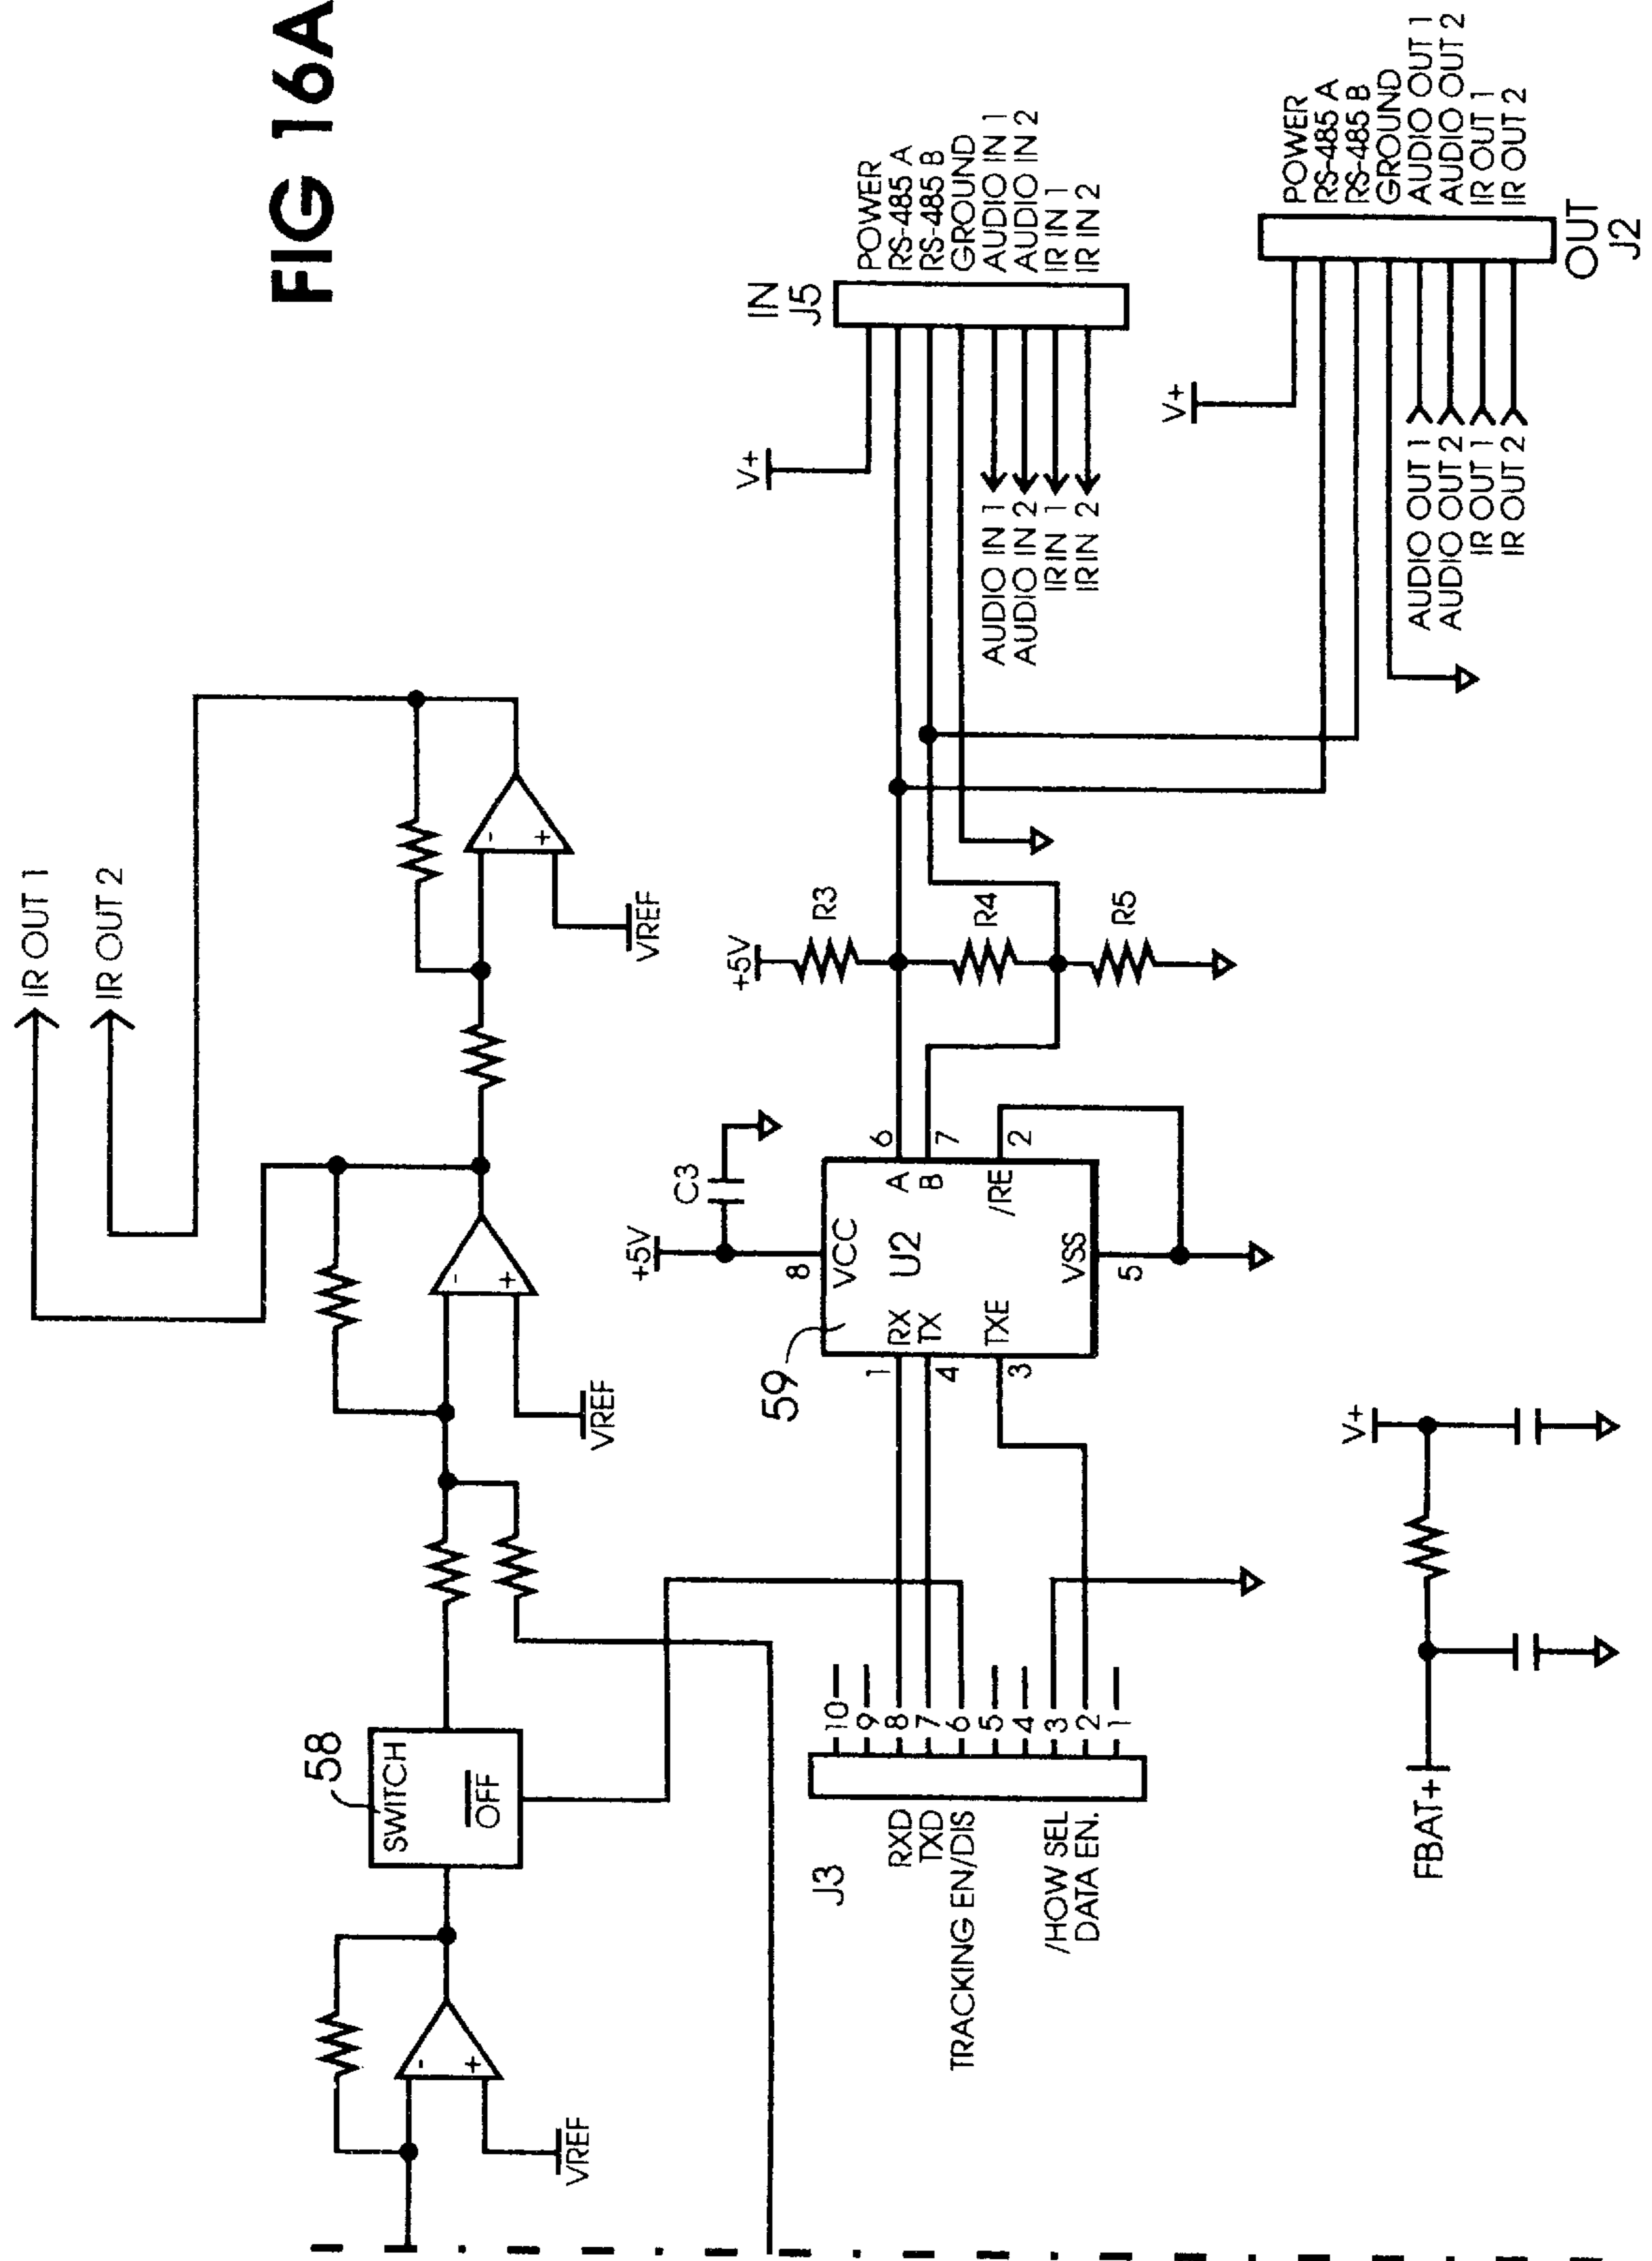 FIG 16A
IR OUT 1
IR OUT 2
58
SWITCH
OFF
-
+
VREF
-
+
VREF
-
+
VREF
+5V
C3
59
8
VCC
U2
RX
TX
TXE
A
B
/RE
VSS
1
4
3
6
7
2
5
+5V
R3
R4
R5
J3
RXD
TXD
TRACKING EN/DIS
/HOW SEL
DATA EN.
10
9
8
7
6
5
4
3
2
1
IN
J5
V+
POWER
RS-485 A
RS-485 B
GROUND
AUDIO IN 1
AUDIO IN 2
IR IN 1
IR IN 2
AUDIO IN 1
AUDIO IN 2
IR IN 1
IR IN 2
V+
POWER
RS-485 A
RS-485 B
GROUND
AUDIO OUT 1
AUDIO OUT 2
IR OUT 1
IR OUT 2
AUDIO OUT 1
AUDIO OUT 2
IR OUT 1
IR OUT 2
OUT
J2
FBAT+
V+